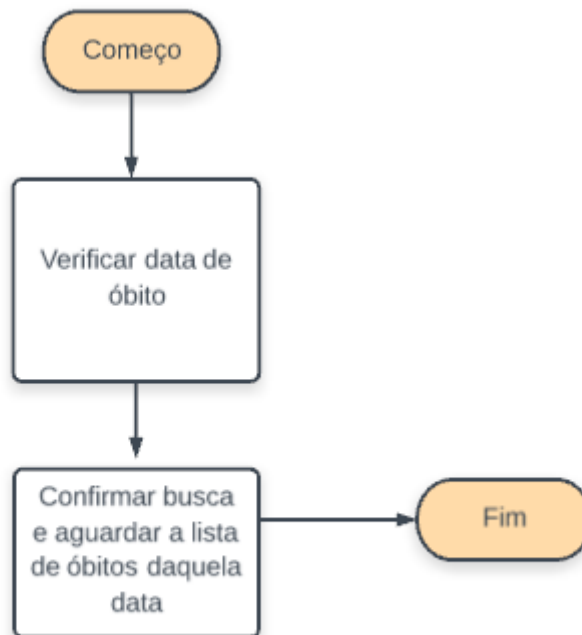 Começo
Verificar data de
óbito
Confirmar busca
e aguardar a lista
de óbitos daquela
data
Fim